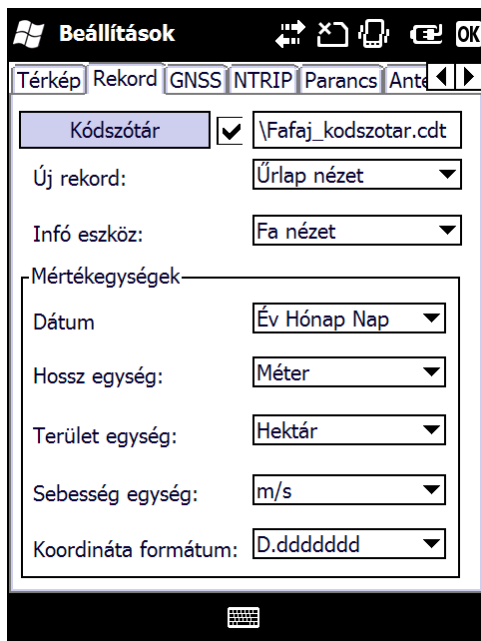 Beállítások OK
Térkép Rekord GNSS NTRIP Parancs Ante
Kódszótár \Fafaj_kodszotar.cdt
Új rekord: Űrlap nézet
Infó eszköz: Fa nézet
Mértékegységek
Dátum Év Hónap Nap
Hossz egység: Méter
Terület egység: Hektár
Sebesség egység: m/s
Koordináta formátum: D.ddddddd